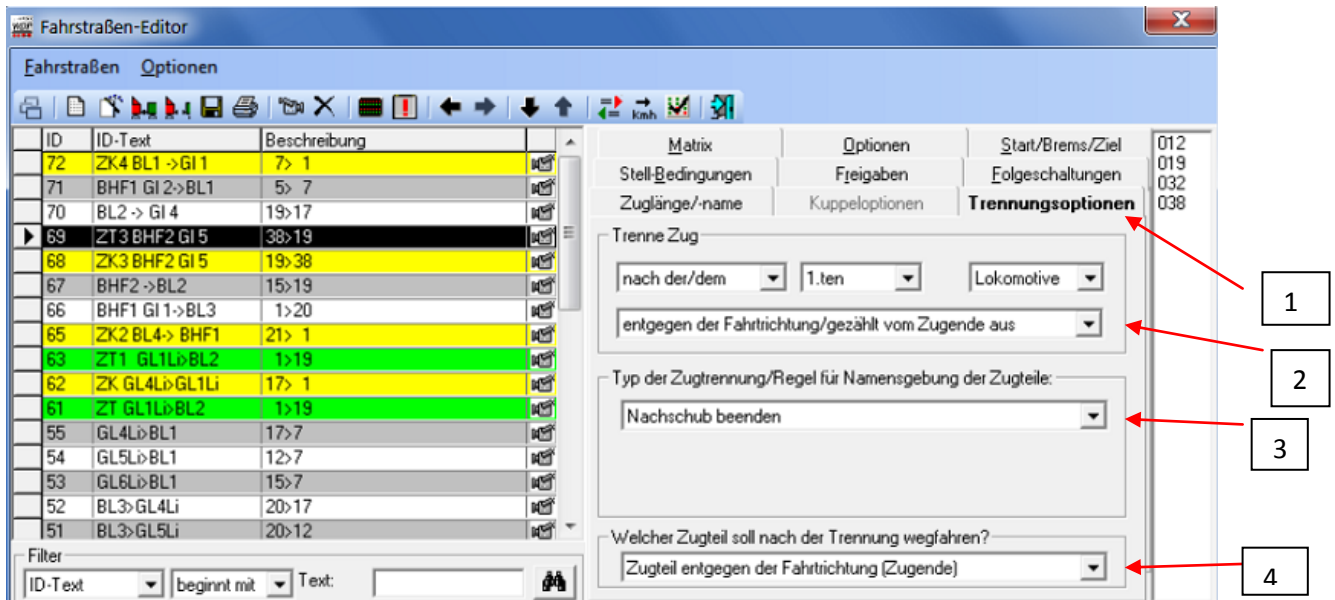 Fahrstraßen-Editor
Fahrstraßen Optionen
ID ID-Text Beschreibung
72 ZK4 BL1 ->Gl 1 7> 1
71 BHF1 Gl 2->BL1 5> 7
70 BL2 -> Gl 4 19>17
69 ZT3 BHF2 Gl 5 38>19
68 ZK3 BHF2 Gl 5 19>38
67 BHF2 ->BL2 15>19
66 BHF1 Gl 1->BL3 1>20
65 ZK2 BL4-> BHF1 21> 1
63 ZT1 GL1Li>BL2 1>19
62 ZK GL4Li>GL1Li 17> 1
61 ZT GL1Li>BL2 1>19
55 GL4Li>BL1 17>7
54 GL5Li>BL1 12>7
53 GL6Li>BL1 15>7
52 BL3>GL4Li 20>17
51 BL3>GL5Li 20>12
Filter
ID-Text beginnt mit Text:
Matrix Optionen Start/Brems/Ziel
Stell-Bedingungen Freigaben Folgeschaltungen
Zuglänge/-name Kuppeloptionen Trennungsoptionen
Trenne Zug
nach der/dem 1.ten Lokomotive
entgegen der Fahrtrichtung/gezählt vom Zugende aus
Typ der Zugtrennung/Regel für Namensgebung der Zugteile:
Nachschub beenden
Welcher Zugteil soll nach der Trennung wegfahren?
Zugteil entgegen der Fahrtrichtung (Zugende)
012
019
032
038
1
2
3
4